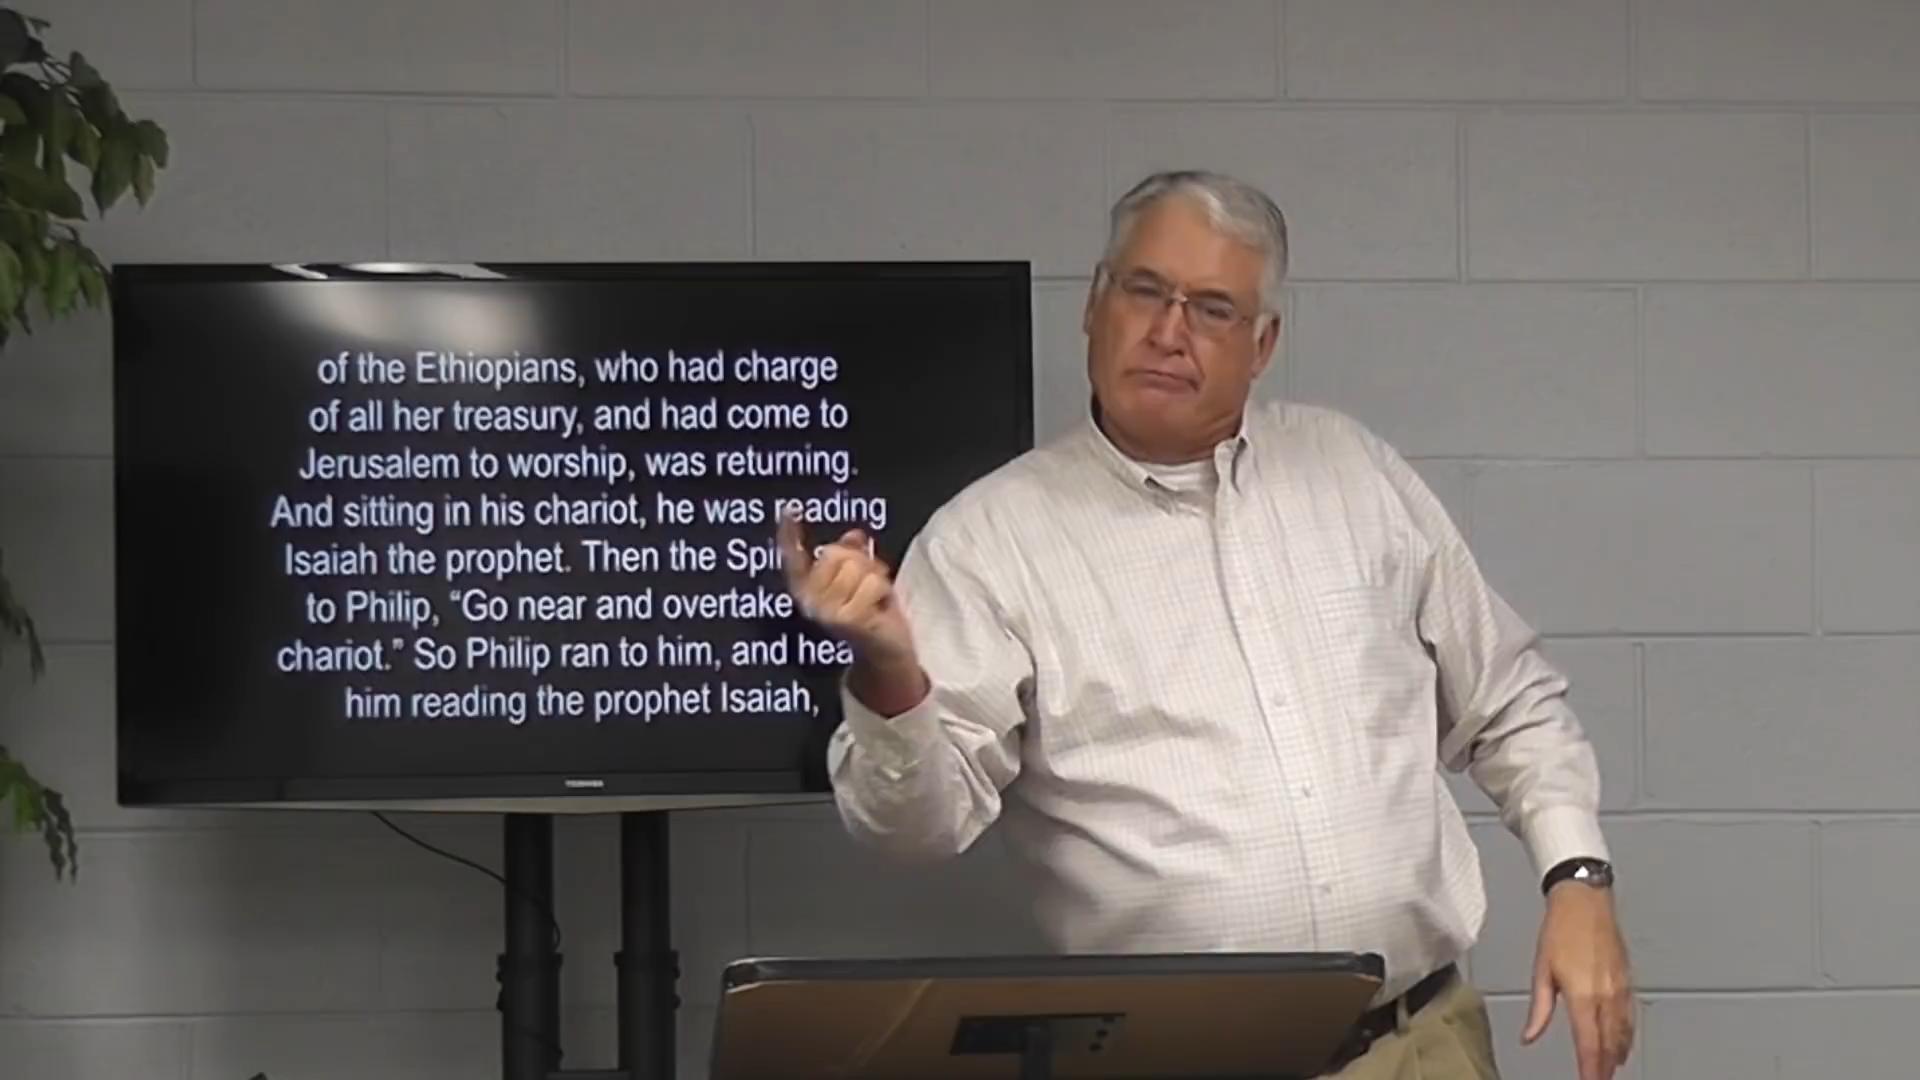 of the Ethiopians, who had charge
of all her treasury, and had come to
Jerusalem to worship, was returning.
And sitting in his chariot, he was reading
Isaiah the prophet. Then the
to Philip, “Go near and overtake
chariot.” So Philip ran to him, and
him reading the prophet Isaiah,
TOSHIBA